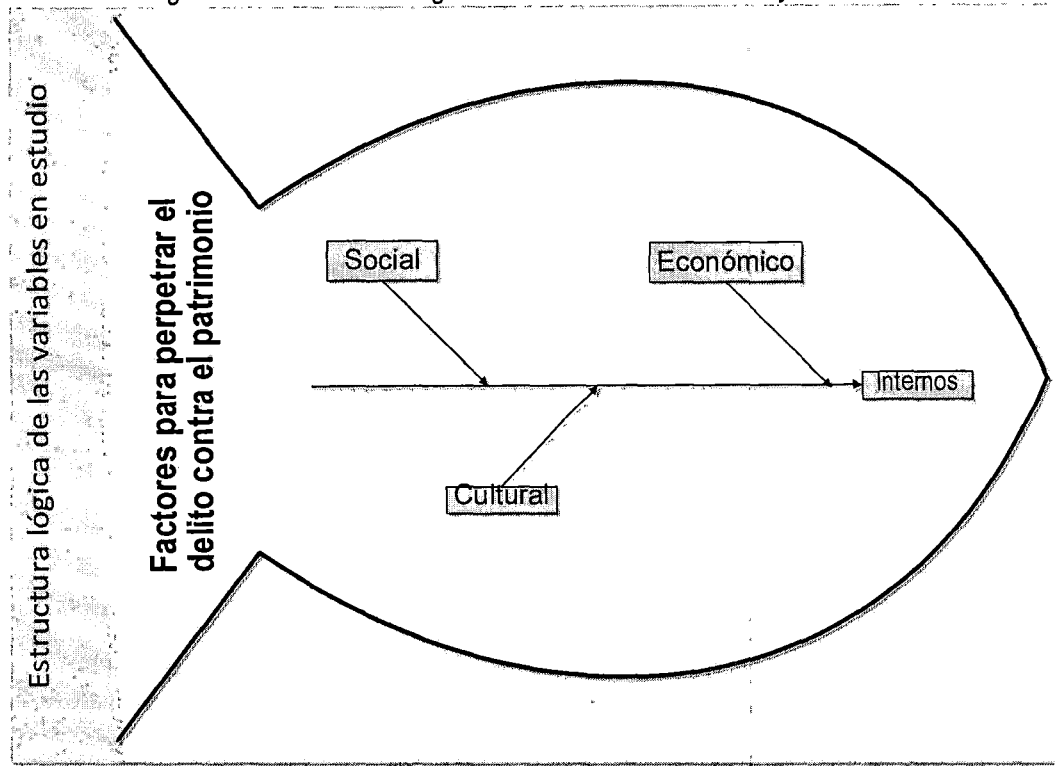 Estructura lógica de las variables en estudio
Factores para perpetrar el
delito contra el patrimonio
Social
Económico
Internos
Cultural